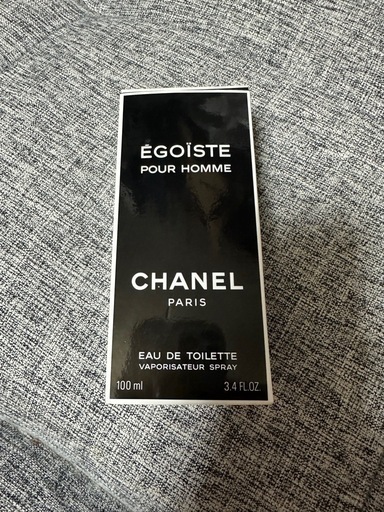 ÉGOÏSTE
POUR HOMME
CHANEL
PARIS
EAU DE TOILETTE
VAPORISATEUR SPRAY
100 ml 3.4 FL.OZ.